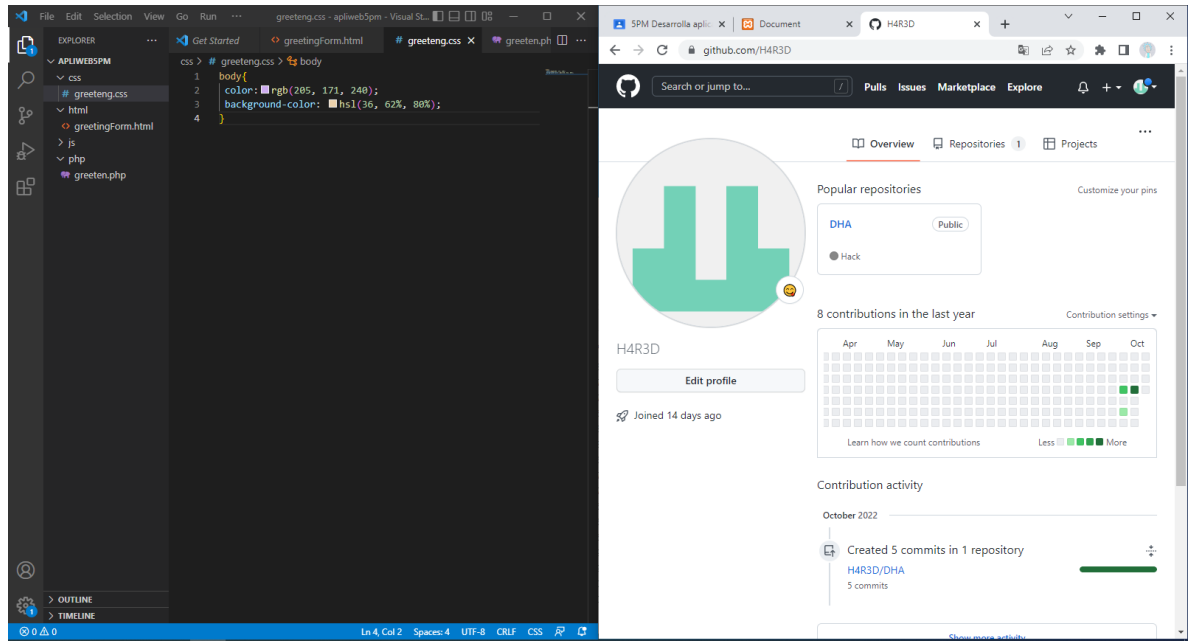 File Edit Selection View Go Run ··· greeteng.css - apliweb5pm - Visual St...
EXPLORER ···
Get Started greetingForm.html # greeteng.css greeten.ph ···
APLIWEB5PM
css
# greeteng.css
html
greetingForm.html
js
php
greeten.php
css > # greeteng.css > body
1 body{
2 color: rgb(205, 171, 240);
3 background-color: hsl(36, 62%, 80%);
4 }
OUTLINE
TIMELINE
1
1
0 0 Ln 4, Col 2 Spaces: 4 UTF-8 CRLF CSS
5PM Desarrolla aplic Document H4R3D
github.com/H4R3D
Search or jump to... / Pulls Issues Marketplace Explore
Overview Repositories 1 Projects
Popular repositories Customize your pins
DHA Public
Hack
H4R3D
Edit profile
Joined 14 days ago
8 contributions in the last year Contribution settings
Apr May Jun Jul Aug Sep Oct
Learn how we count contributions Less More
Contribution activity
October 2022
Created 5 commits in 1 repository
H4R3D/DHA
5 commits
Show more activity